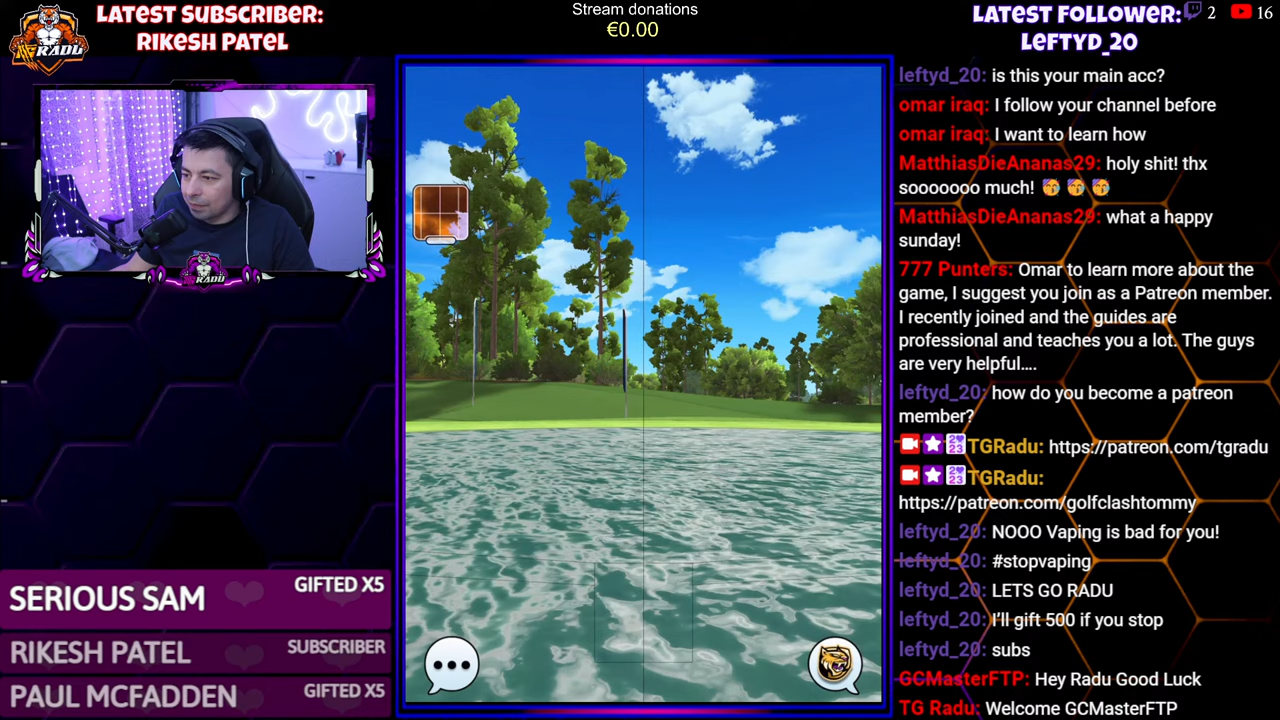 LATEST SUBSCRIBER:
RIKESH PATEL
RADU
Stream donations
€0.00
LATEST FOLLOWER:
LEFTYD_20
2
16
leftyd_20: is this your main acc?
omar iraq: I follow your channel before
omar iraq: I want to learn how
MatthiasDieAnanas29: holy shit! thx
sooooooo much! 🥳 🥳 🥳
MatthiasDieAnanas29: what a happy
sunday!
777 Punters: Omar to learn more about the
game, I suggest you join as a Patreon member.
I recently joined and the guides are
professional and teaches you a lot. The guys
are very helpful....
leftyd_20: how do you become a patreon
member?
TGRadu: https://patreon.com/tgradu
TGRadu:
https://patreon.com/golfclashtommy
leftyd_20: NOOO Vaping is bad for you!
leftyd_20: #stopvaping
leftyd_20: LETS GO RADU
leftyd_20: I'll gift 500 if you stop
leftyd_20: subs
GCMasterFTP: Hey Radu Good Luck
TG Radu: Welcome GCMasterFTP
SERIOUS SAM GIFTED X5
RIKESH PATEL SUBSCRIBER
PAUL MCFADDEN GIFTED X5